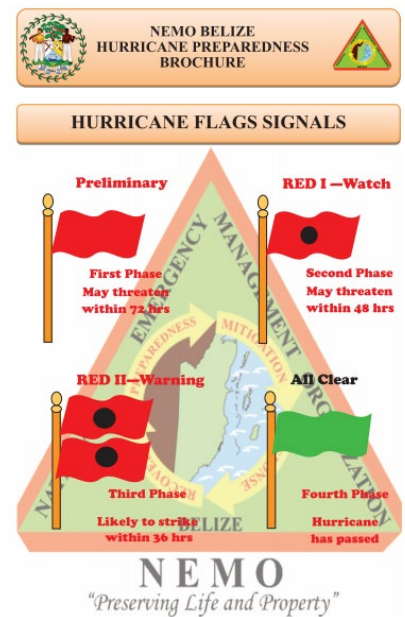 NEMO BELIZE
HURRICANE PREPAREDNESS
BROCHURE
HURRICANE FLAGS SIGNALS
Preliminary
First Phase
May threaten
within 72 hrs
RED I —Watch
Second Phase
May threaten
within 48 hrs
RED II—Warning
Third Phase
Likely to strike
within 36 hrs
All Clear
Fourth Phase
Hurricane
has passed
EMERGENCY
MANAGEMENT
ORGANIZATION
PREPAREDNESS
MITIGATION
BELIZE
NEMO
“Preserving Life and Property”